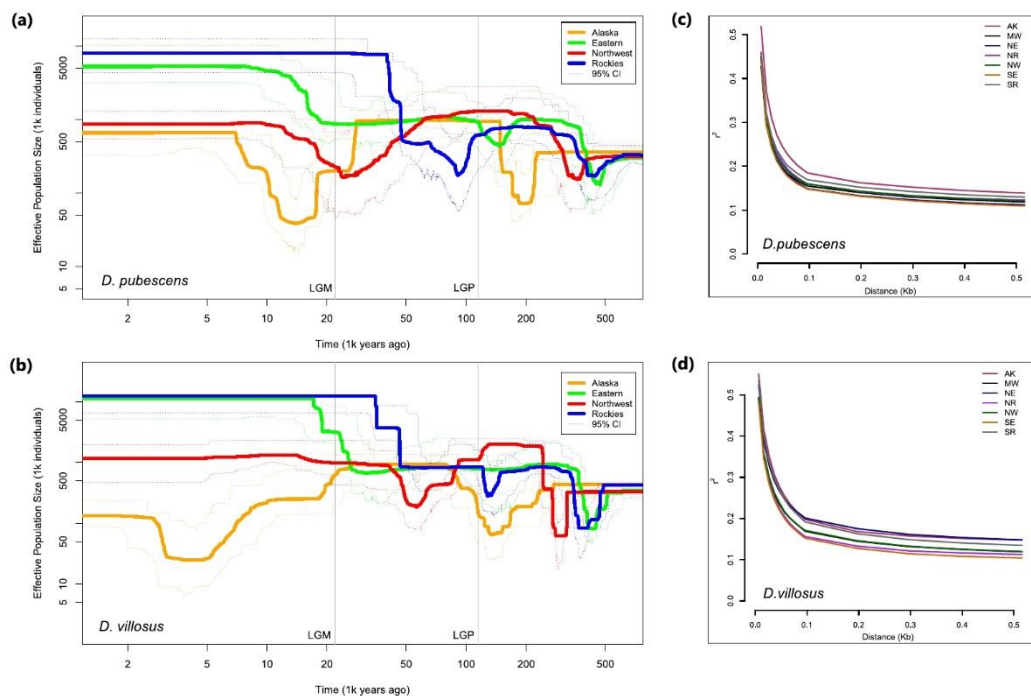 (a)
Effective Population Size (1k individuals)
5000
500
50
10
5
Alaska
Eastern
Northwest
Rockies
95% CI
D. pubescens
LGM
LGP
2
5
10
20
50
100
200
500
Time (1k years ago)
(c)
r²
0.5
0.4
0.3
0.2
0.1
0.0
AK
MW
NE
NR
NW
SE
SR
D.pubescens
0.0
0.1
0.2
0.3
0.4
0.5
Distance (Kb)
(b)
Effective Population Size (1k individuals)
5000
500
50
10
5
Alaska
Eastern
Northwest
Rockies
95% CI
D. villosus
LGM
LGP
2
5
10
20
50
100
200
500
Time (1k years ago)
(d)
r²
0.5
0.4
0.3
0.2
0.1
0.0
AK
MW
NE
NR
NW
SE
SR
D.villosus
0.0
0.1
0.2
0.3
0.4
0.5
Distance (Kb)